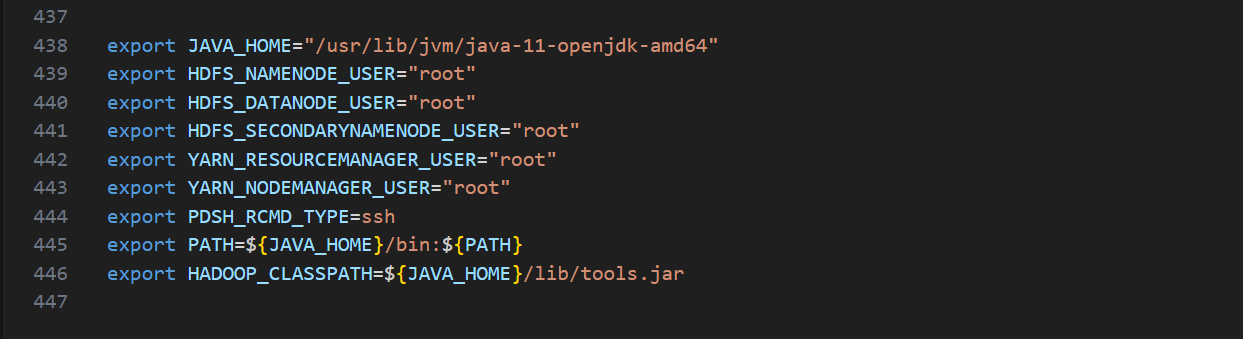 437
438 export JAVA_HOME="/usr/lib/jvm/java-11-openjdk-amd64"
439 export HDFS_NAMENODE_USER="root"
440 export HDFS_DATANODE_USER="root"
441 export HDFS_SECONDARYNAMENODE_USER="root"
442 export YARN_RESOURCEMANAGER_USER="root"
443 export YARN_NODEMANAGER_USER="root"
444 export PDSH_RCMD_TYPE=ssh
445 export PATH=${JAVA_HOME}/bin:${PATH}
446 export HADOOP_CLASSPATH=${JAVA_HOME}/lib/tools.jar
447